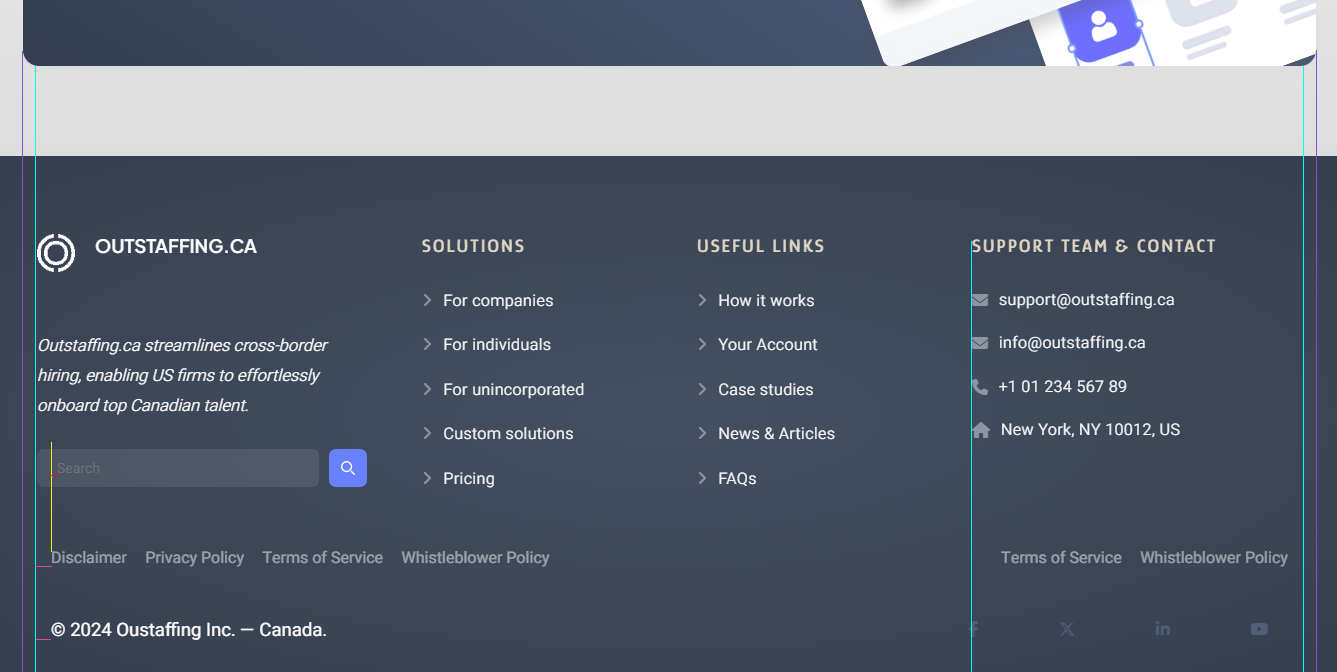 OUTSTAFFING.CA
Outstaffing.ca streamlines cross-border
hiring, enabling US firms to effortlessly
onboard top Canadian talent.
Search
SOLUTIONS
For companies
For individuals
For unincorporated
Custom solutions
Pricing
USEFUL LINKS
How it works
Your Account
Case studies
News & Articles
FAQs
SUPPORT TEAM & CONTACT
support@outstaffing.ca
info@outstaffing.ca
+1 01 234 567 89
New York, NY 10012, US
Disclaimer Privacy Policy Terms of Service Whistleblower Policy
Terms of Service Whistleblower Policy
© 2024 Oustaffing Inc. — Canada.